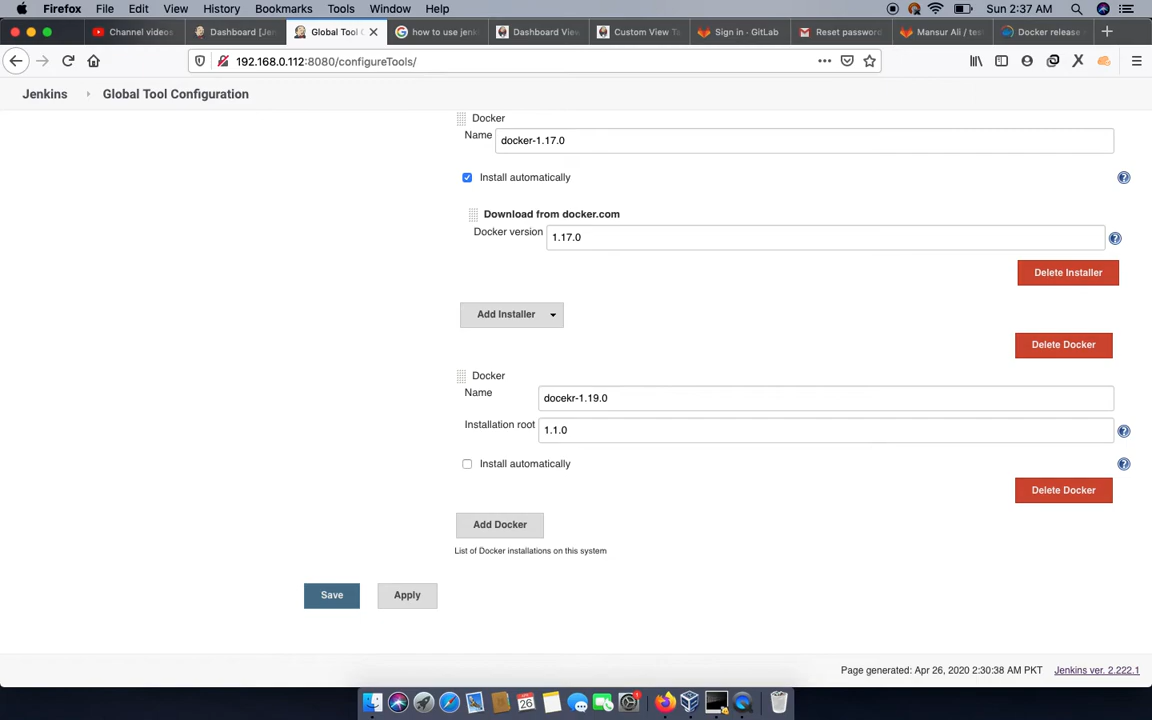 Firefox File Edit View History Bookmarks Tools Window Help Sun 2:37 AM
Channel videos Dashboard [Jen Global Tool C how to use jenk Dashboard View Custom View Ta Sign in · GitLab Reset password Mansur Ali / test Docker release
192.168.0.112:8080/configureTools/
Jenkins Global Tool Configuration
Docker
Name docker-1.17.0
Install automatically
Download from docker.com
Docker version 1.17.0
Delete Installer
Add Installer
Delete Docker
Docker
Name docekr-1.19.0
Installation root 1.1.0
Install automatically
Delete Docker
Add Docker
List of Docker installations on this system
Save Apply
Page generated: Apr 26, 2020 2:30:38 AM PKT Jenkins ver. 2.222.1